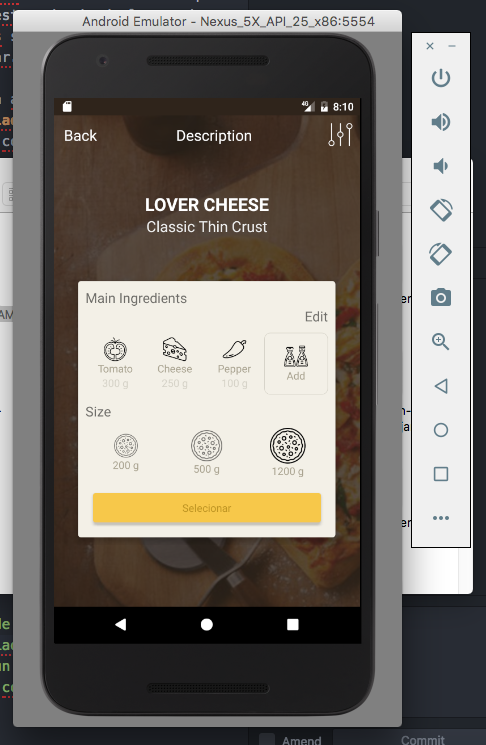 Android Emulator - Nexus_5X_API_25_x86:5554
4G 8:10
Back Description
LOVER CHEESE
Classic Thin Crust
Main Ingredients
Edit
Tomato Cheese Pepper Add
300 g 250 g 100 g
Size
200 g 500 g 1200 g
Selecionar
Amend Commit